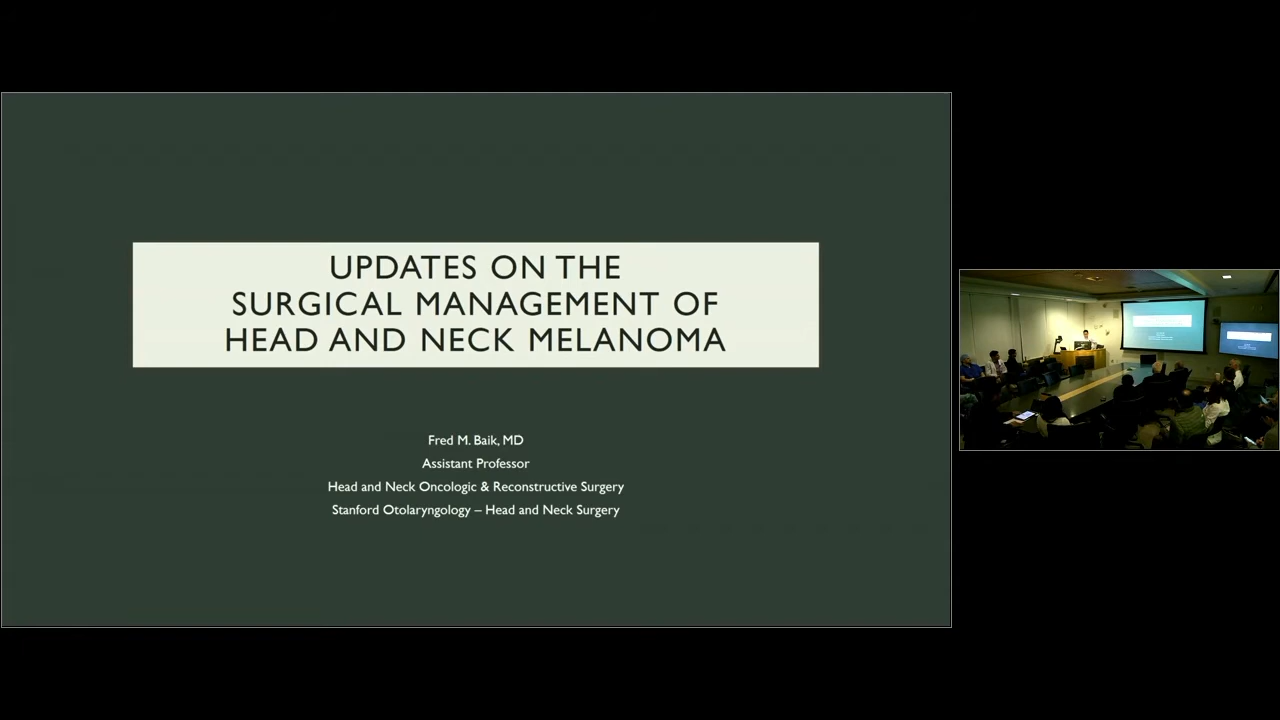 UPDATES ON THE
SURGICAL MANAGEMENT OF
HEAD AND NECK MELANOMA
Fred M. Baik, MD
Assistant Professor
Head and Neck Oncologic & Reconstructive Surgery
Stanford Otolaryngology – Head and Neck Surgery